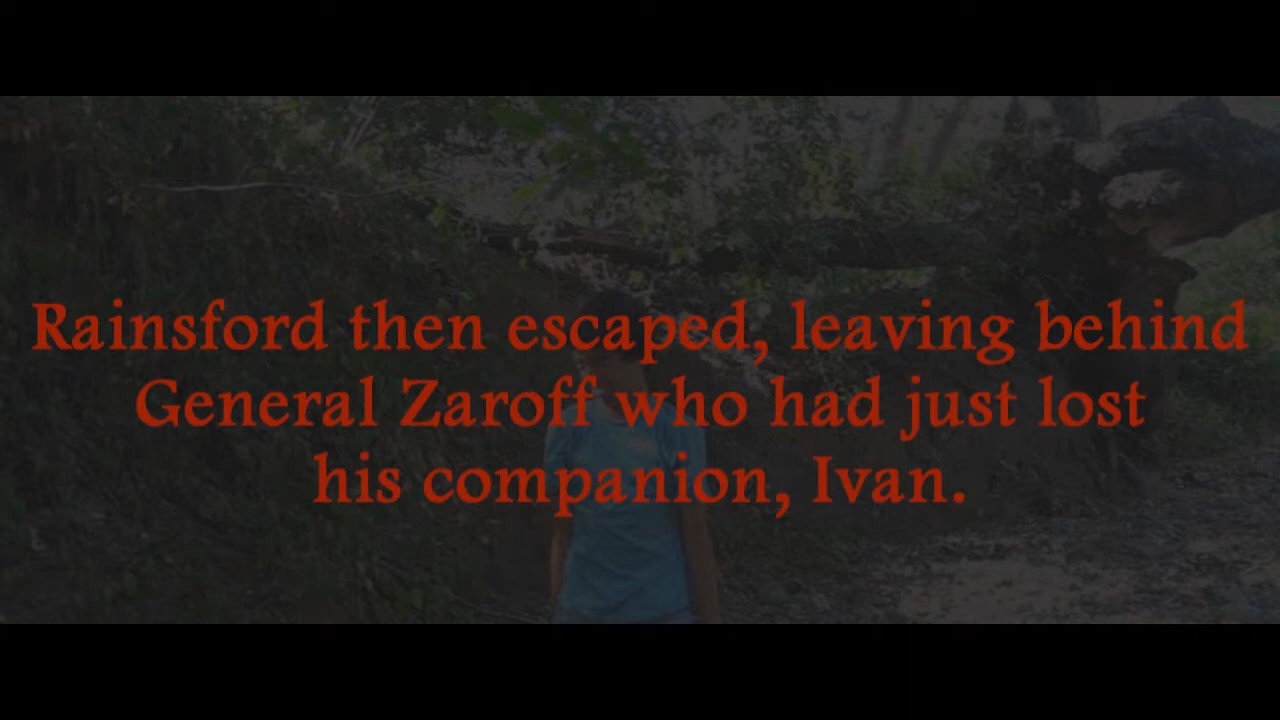 Rainsford then escaped, leaving behind
General Zaroff who had just lost
his companion, Ivan.